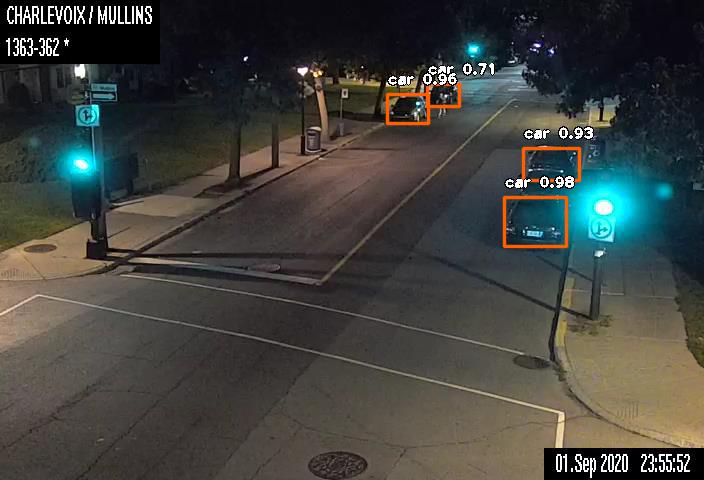 CHARLEVOIX / MULLINS
1363-362 *
car 0.71
car 0.96
car 0.93
car 0.98
01.Sep 2020 23:55:52